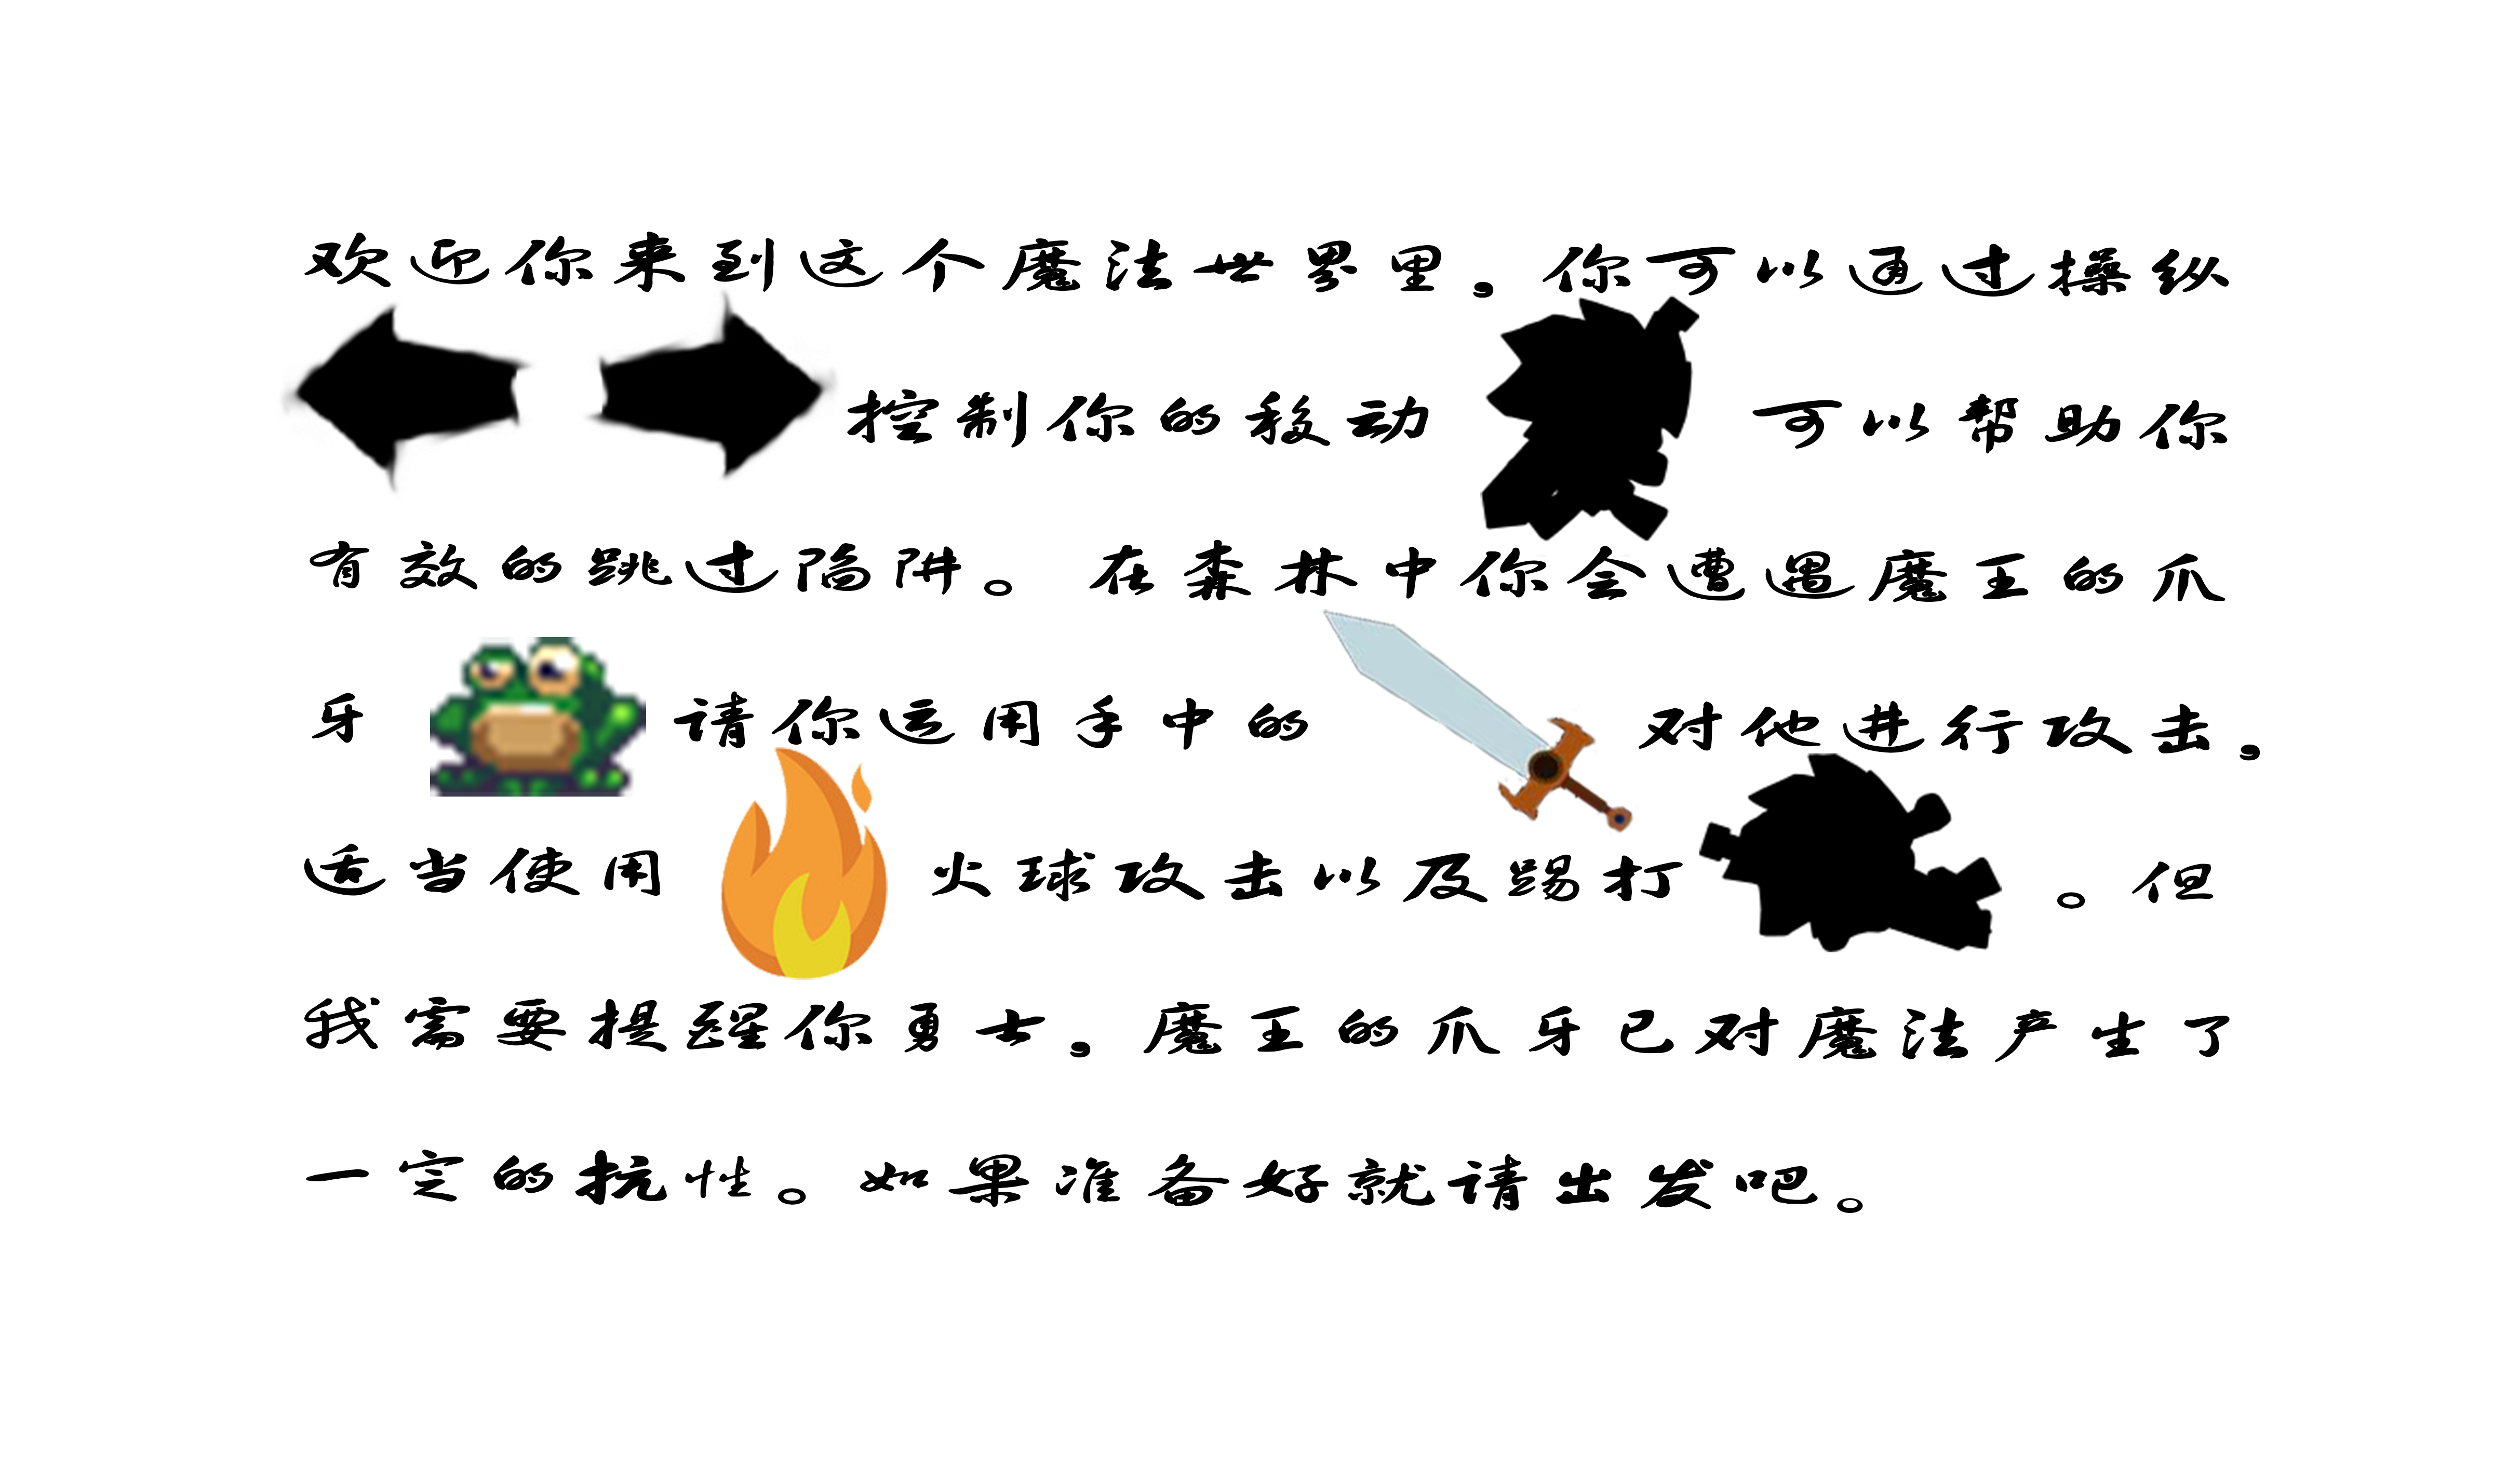 欢迎你来到这个魔法世界里，你可以通过操纵
控制你的移动 可以帮助你
有效的跳过陷阱。在森林中你会遭遇魔王的爪
牙 请你运用手中的 对他进行攻击，
适当使用 火球攻击以及踢打 。但
我需要提醒你勇士，魔王的爪牙已对魔法产生了
一定的抗性。如果准备好就请出发吧。